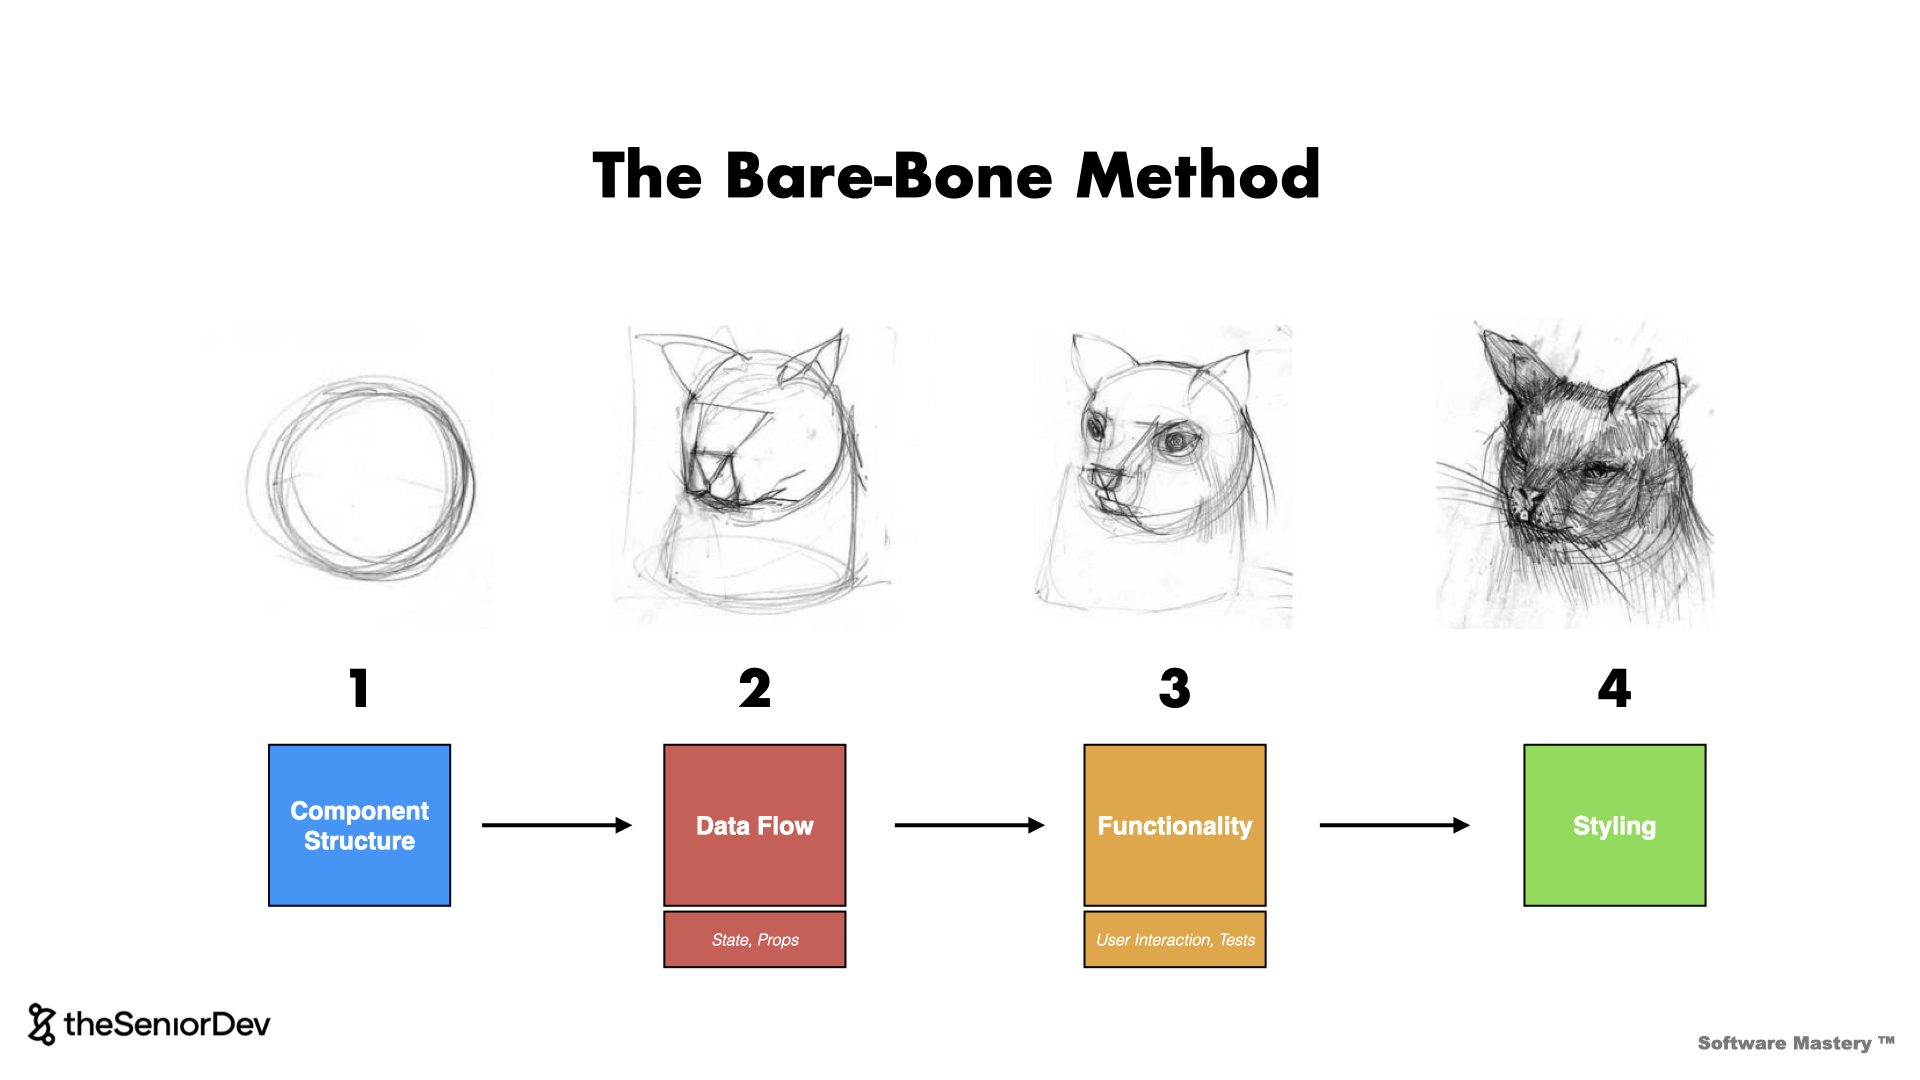 The Bare-Bone Method
1
2
3
4
Component
Structure
Data Flow
Functionality
Styling
State, Props
User Interaction, Tests
theSeniorDev
Software Mastery ™